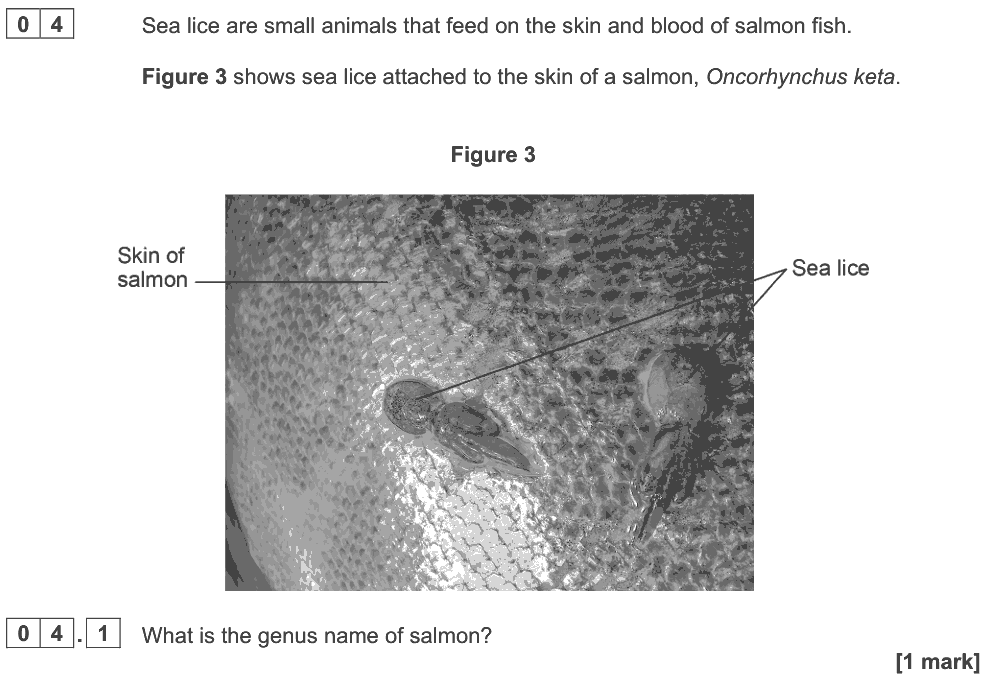 0 4 Sea lice are small animals that feed on the skin and blood of salmon fish.
Figure 3 shows sea lice attached to the skin of a salmon, Oncorhynchus keta.
Figure 3
Skin of
salmon
Sea lice
0 4 . 1 What is the genus name of salmon?
[1 mark]